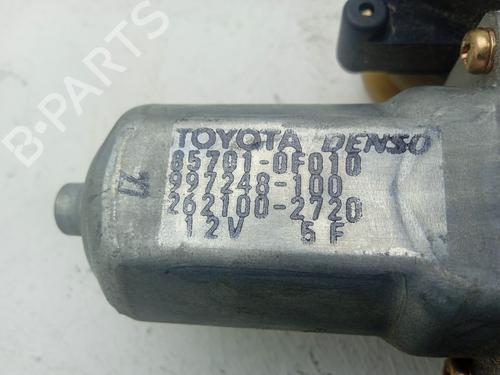 TOYOTA DENSO
85701-0F010
997248-100
262100-2720
12V 5F
B-PARTS